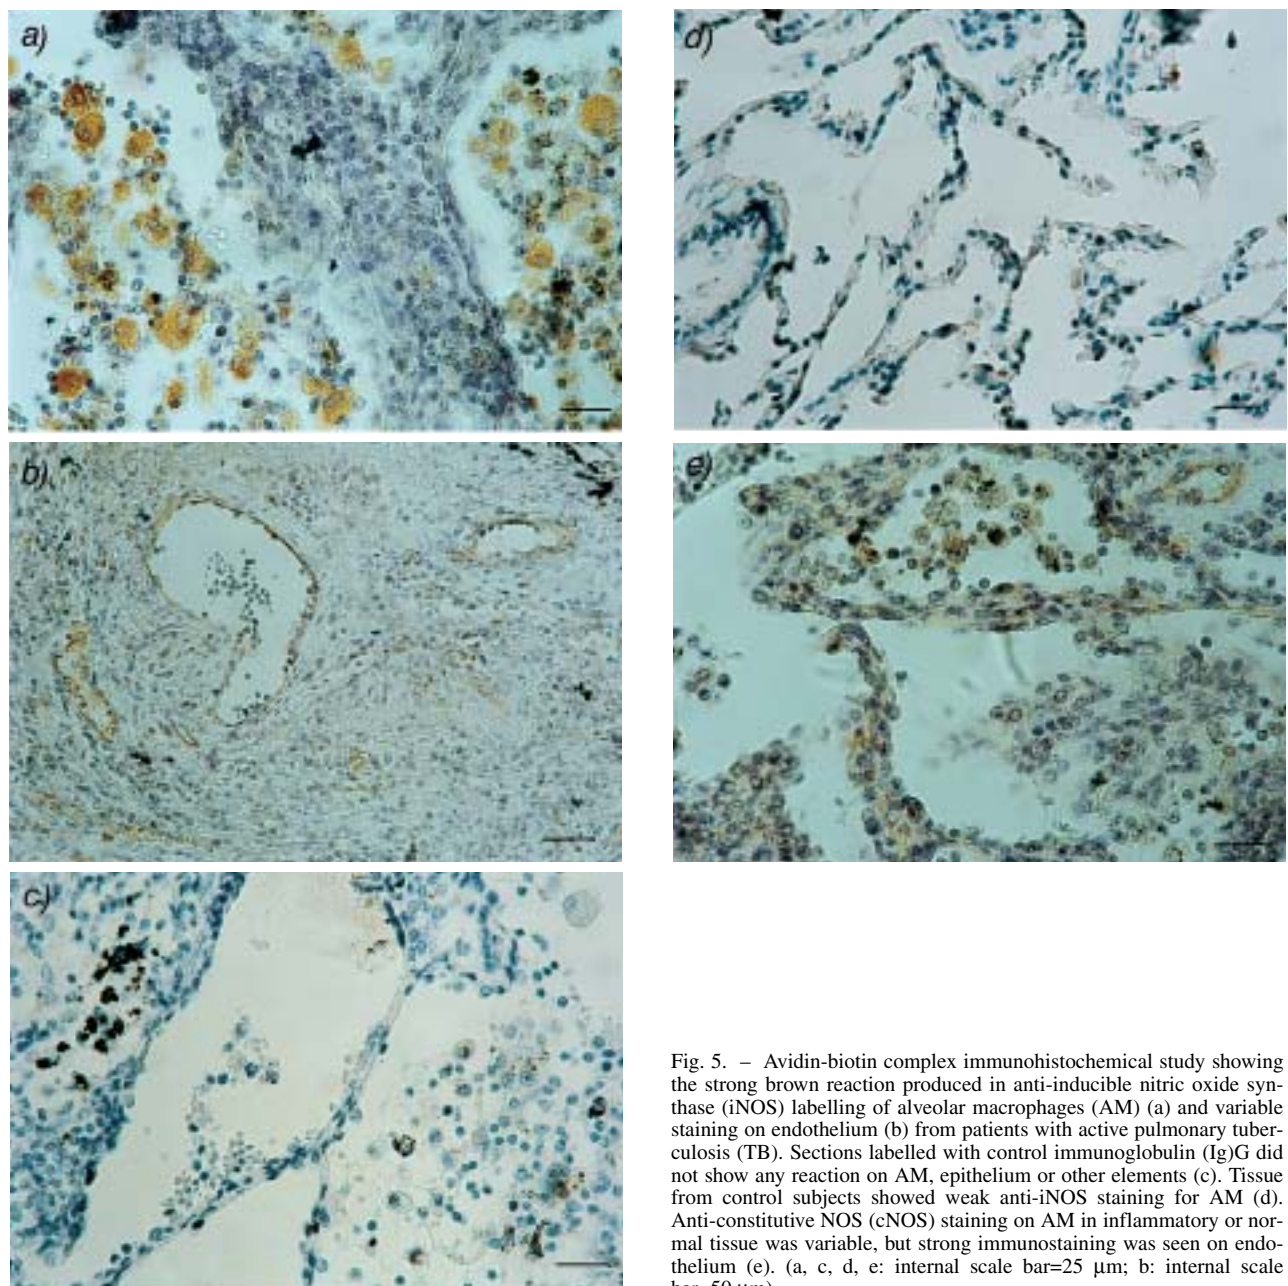 a)
d)
b)
e)
c)
Fig. 5. – Avidin-biotin complex immunohistochemical study showing
the strong brown reaction produced in anti-inducible nitric oxide syn-
thase (iNOS) labelling of alveolar macrophages (AM) (a) and variable
staining on endothelium (b) from patients with active pulmonary tuber-
culosis (TB). Sections labelled with control immunoglobulin (Ig)G did
not show any reaction on AM, epithelium or other elements (c). Tissue
from control subjects showed weak anti-iNOS staining for AM (d).
Anti-constitutive NOS (cNOS) staining on AM in inflammatory or nor-
mal tissue was variable, but strong immunostaining was seen on endo-
thelium (e). (a, c, d, e: internal scale bar=25 µm; b: internal scale